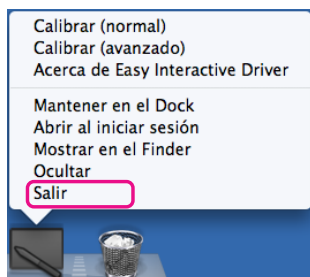 Calibrar (normal)
Calibrar (avanzado)
Acerca de Easy Interactive Driver
Mantener en el Dock
Abrir al iniciar sesión
Mostrar en el Finder
Ocultar
Salir